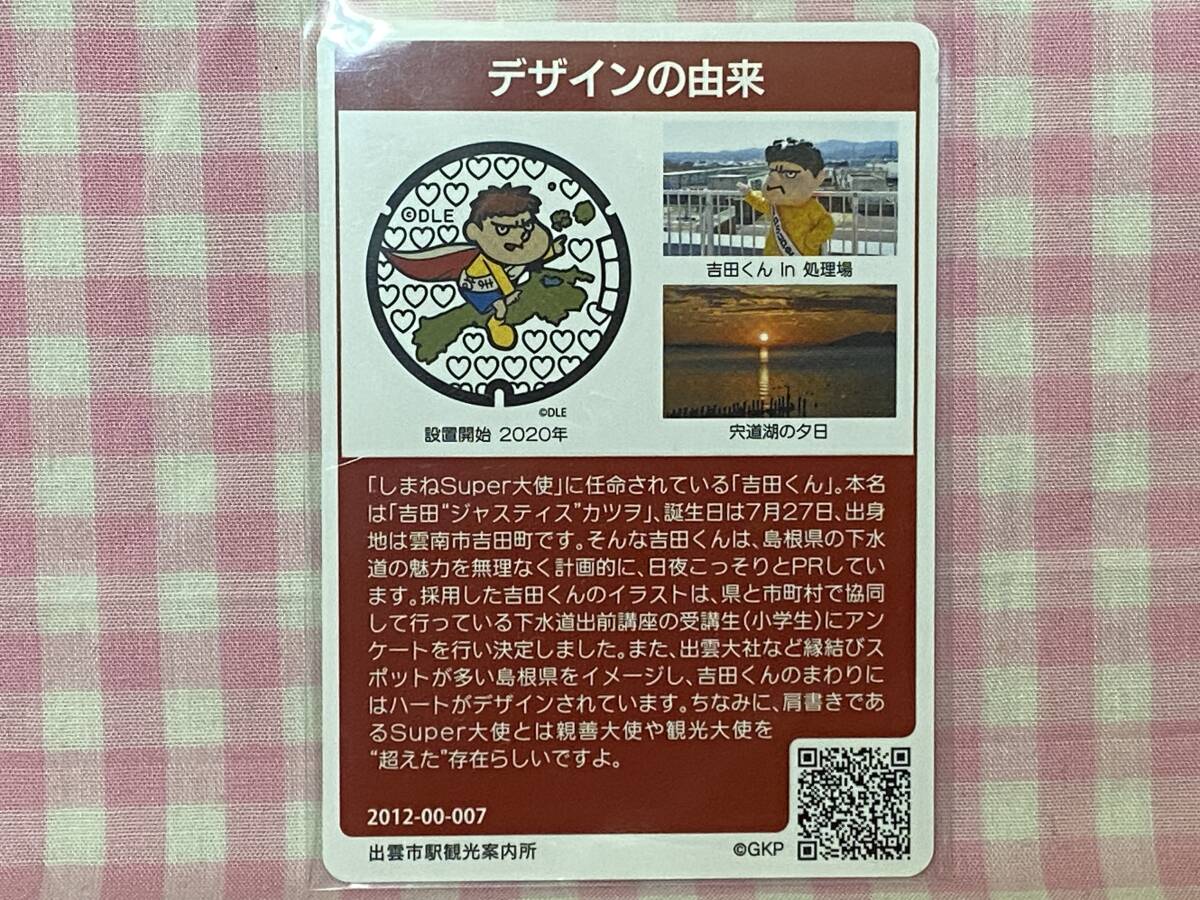 デザインの由来
©DLE
しまね
©DLE
設置開始 2020年
吉田くん in 処理場
宍道湖の夕日
「しまねSuper大使」に任命されている「吉田くん」。本名
は「吉田“ジャスティス”カツヲ」、誕生日は7月27日、出身
地は雲南市吉田町です。そんな吉田くんは、島根県の下水
道の魅力を無理なく計画的に、日夜こっそりとPRしてい
ます。採用した吉田くんのイラストは、県と市町村で協同
して行っている下水道出前講座の受講生(小学生)にアン
ケートを行い決定しました。また、出雲大社など縁結びス
ポットが多い島根県をイメージし、吉田くんのまわりに
はハートがデザインされています。ちなみに、肩書きであ
るSuper大使とは親善大使や観光大使を
“超えた”存在らしいですよ。
2012-00-007
出雲市駅観光案内所
©GKP